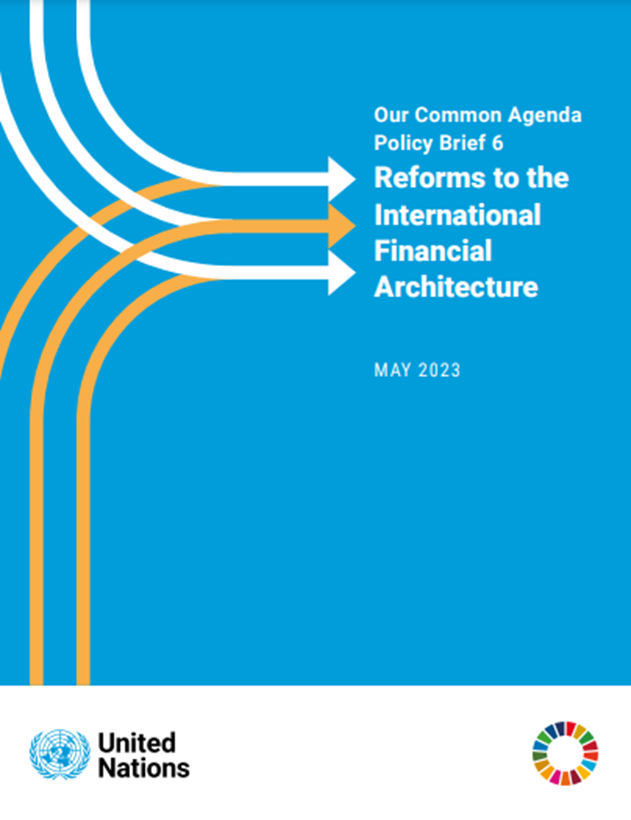 Our Common Agenda
Policy Brief 6
Reforms to the
International
Financial
Architecture
MAY 2023
United
Nations